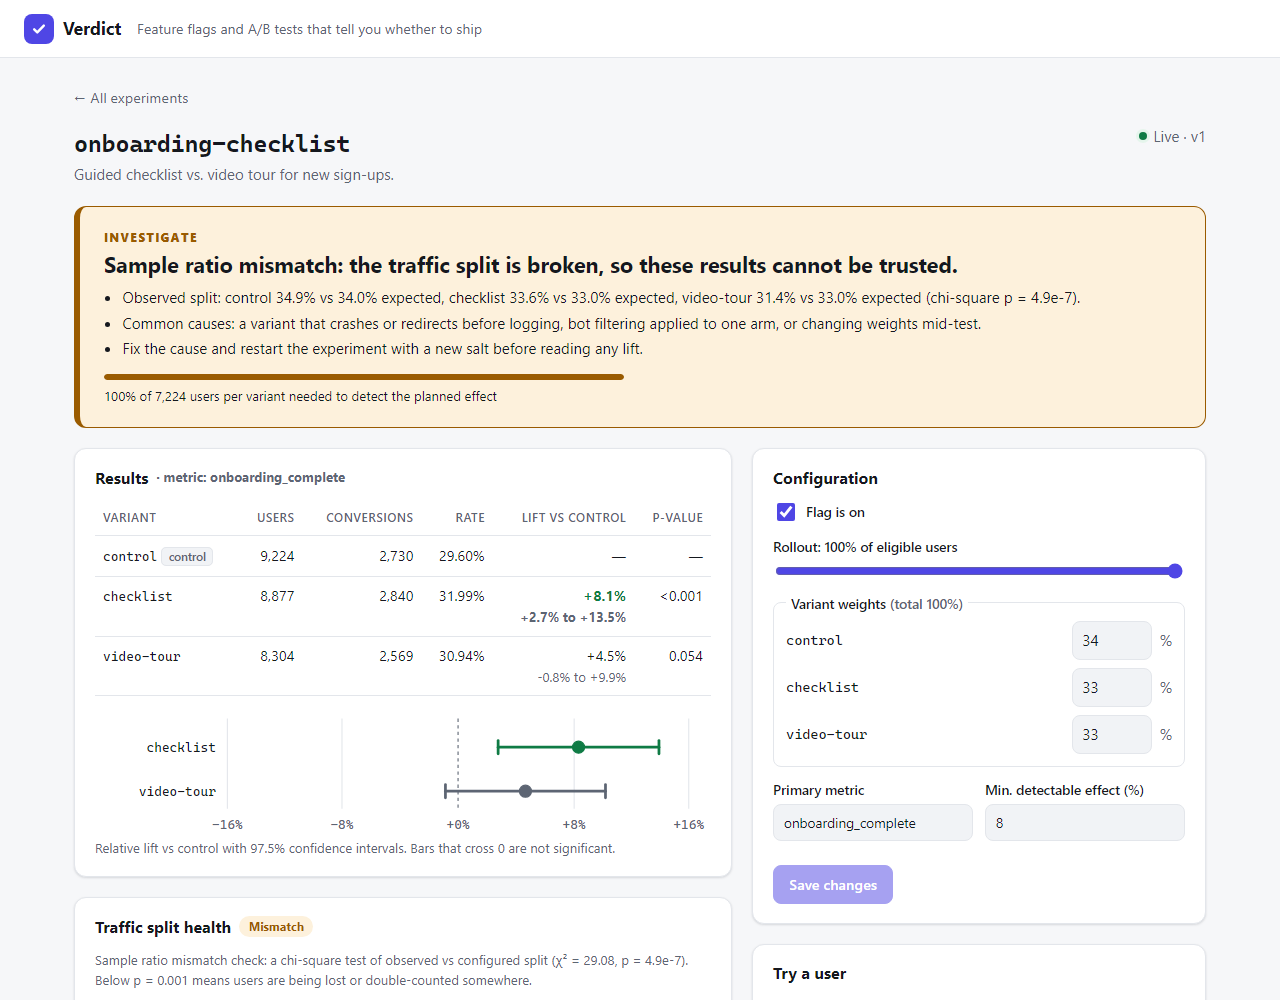 Verdict
Feature flags and A/B tests that tell you whether to ship
← All experiments
onboarding-checklist
Live · v1
Guided checklist vs. video tour for new sign-ups.
INVESTIGATE
Sample ratio mismatch: the traffic split is broken, so these results cannot be trusted.
• Observed split: control 34.9% vs 34.0% expected, checklist 33.6% vs 33.0% expected, video-tour 31.4% vs 33.0% expected (chi-square p = 4.9e-7).
• Common causes: a variant that crashes or redirects before logging, bot filtering applied to one arm, or changing weights mid-test.
• Fix the cause and restart the experiment with a new salt before reading any lift.
100% of 7,224 users per variant needed to detect the planned effect
Results · metric: onboarding_complete
VARIANT USERS CONVERSIONS RATE LIFT VS CONTROL P-VALUE
control control 9,224 2,730 29.60% — —
checklist 8,877 2,840 31.99% +8.1% <0.001
+2.7% to +13.5%
video-tour 8,304 2,569 30.94% +4.5% 0.054
-0.8% to +9.9%
checklist
video-tour
−16% −8% +0% +8% +16%
Relative lift vs control with 97.5% confidence intervals. Bars that cross 0 are not significant.
Traffic split health Mismatch
Sample ratio mismatch check: a chi-square test of observed vs configured split (χ² = 29.08, p = 4.9e-7).
Below p = 0.001 means users are being lost or double-counted somewhere.
Configuration
Flag is on
Rollout: 100% of eligible users
Variant weights (total 100%)
control 34 %
checklist 33 %
video-tour 33 %
Primary metric Min. detectable effect (%)
onboarding_complete 8
Save changes
Try a user